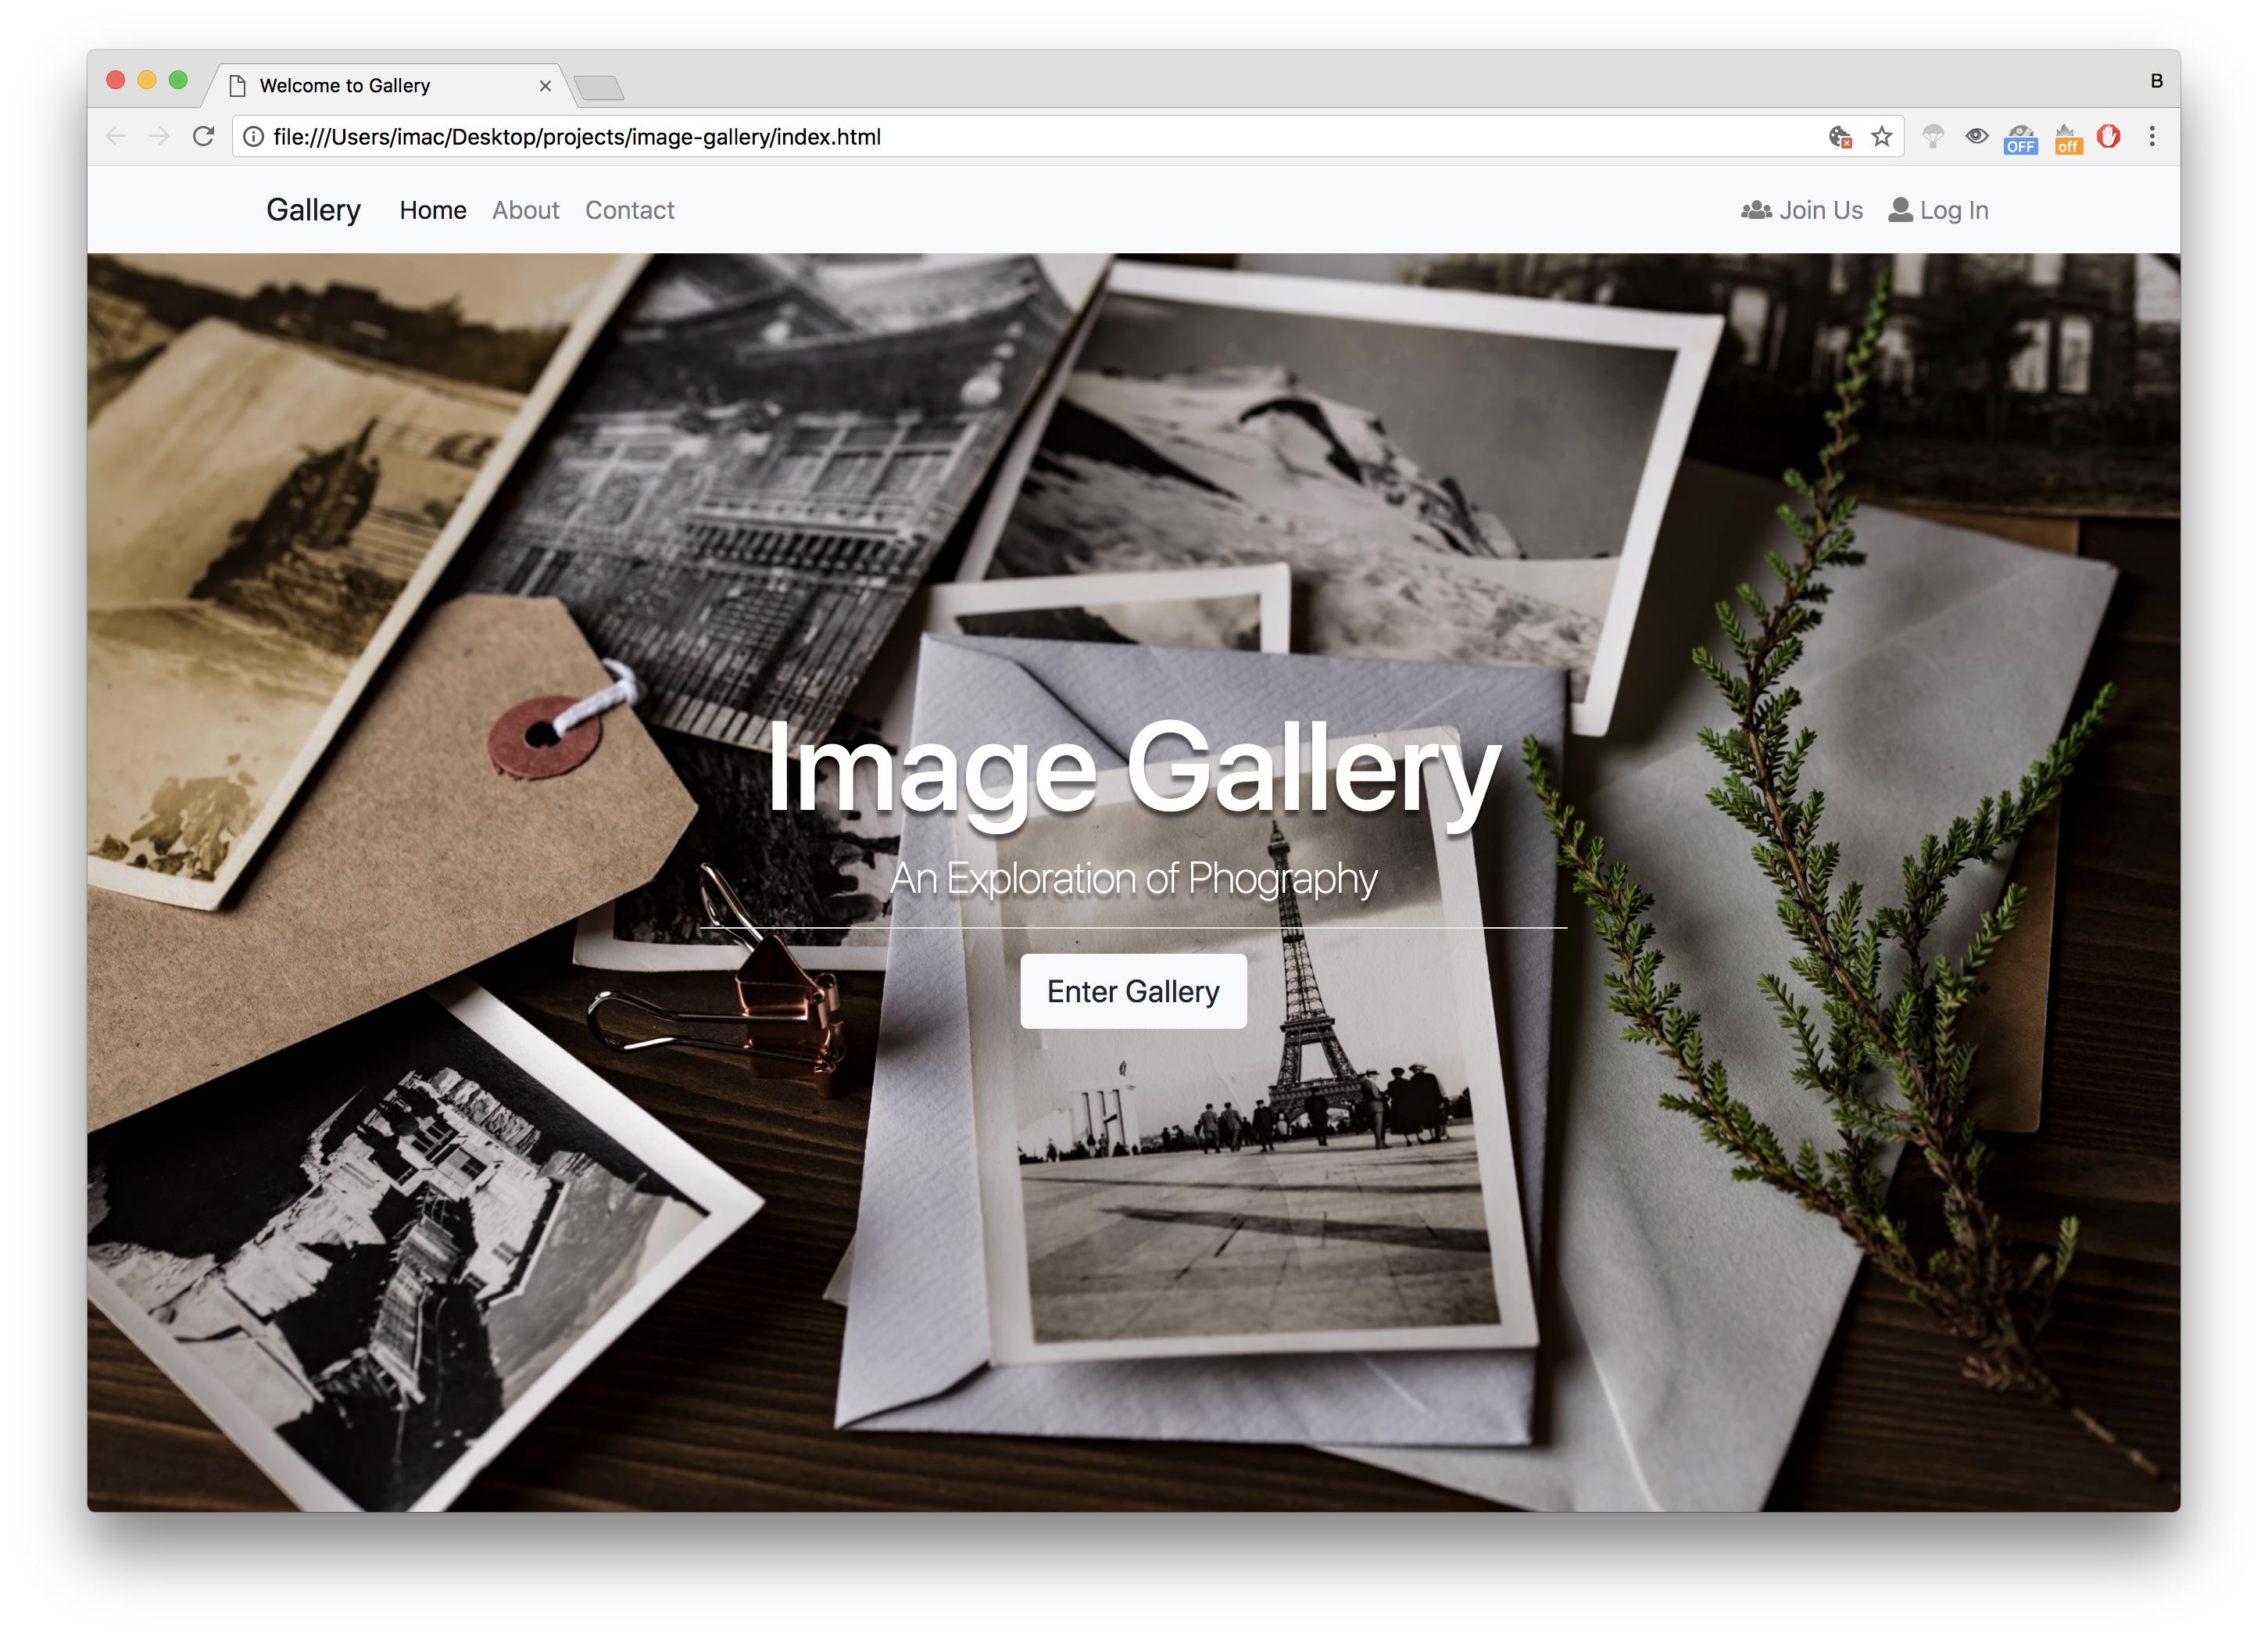 Welcome to Gallery
B
file:///Users/imac/Desktop/projects/image-gallery/index.html
OFF
off
Gallery Home About Contact Join Us Log In
Image Gallery
An Exploration of Phography
Enter Gallery